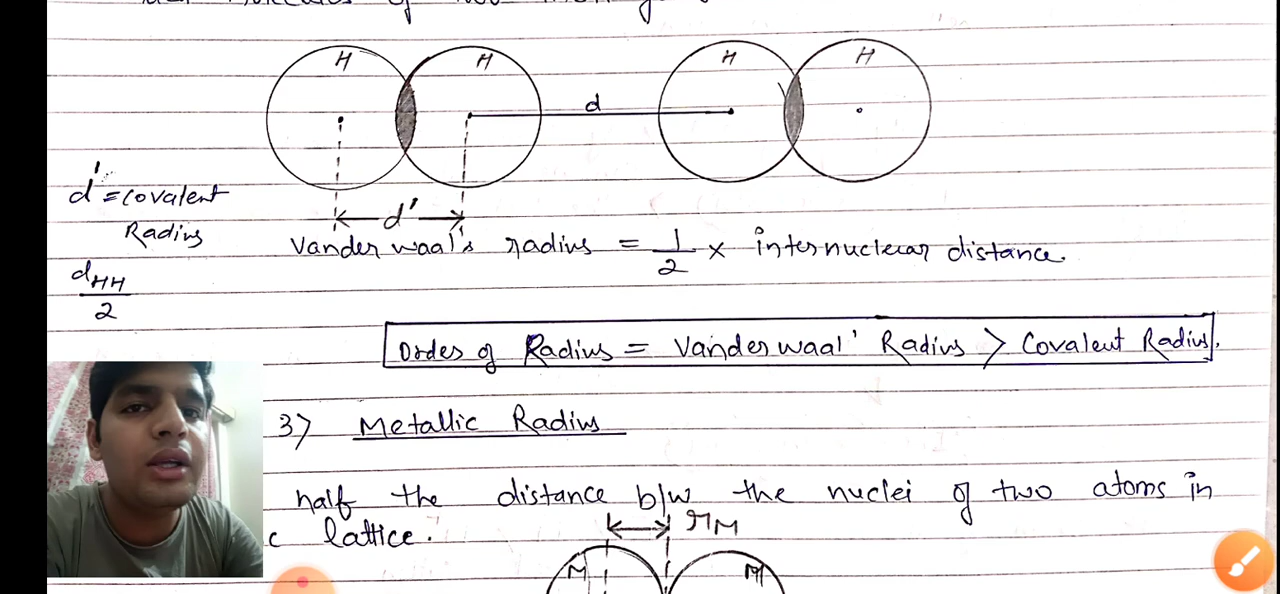 H H H H
d
d' = covalent
Radius
d'
Vander waal's radius = 1/2 × internuclear distance.
dHH
2
Order of Radius = Vander waal' Radius > Covalent Radius.
3) Metallic Radius
half the distance b/w the nuclei of two atoms in
c lattice.
rM
M M